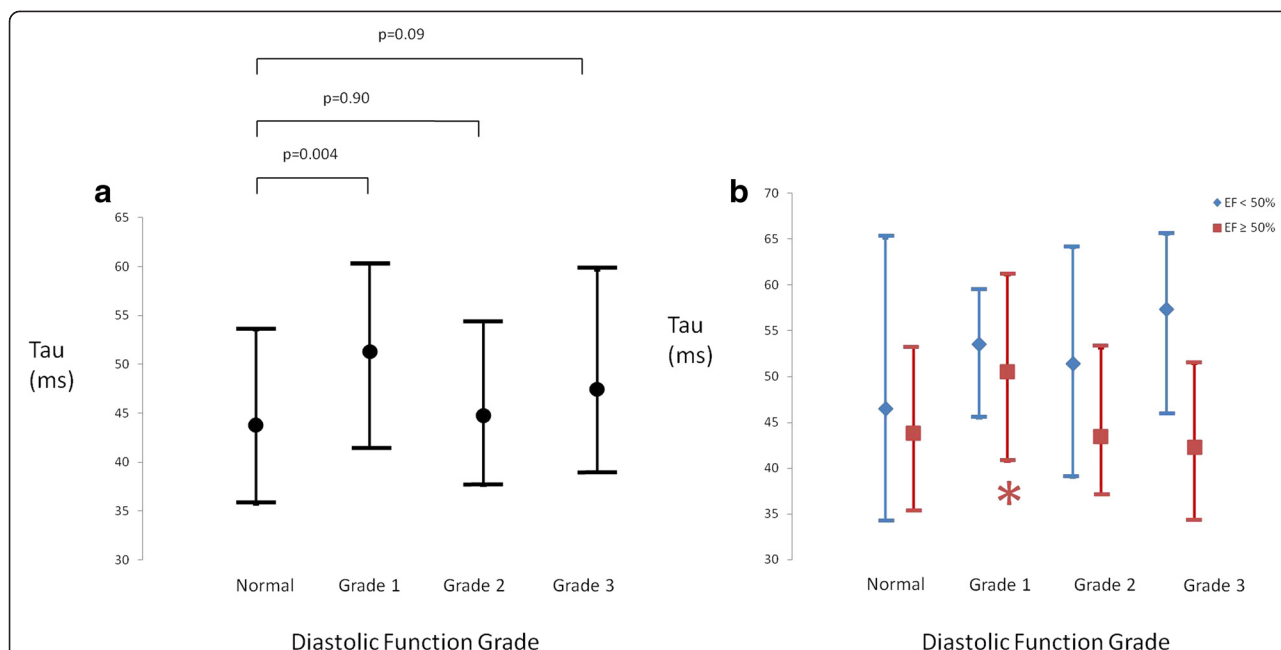 p=0.09
p=0.90
p=0.004
a
65
60
55
50
45
40
35
30
Tau
(ms)
Normal Grade 1 Grade 2 Grade 3
Diastolic Function Grade
b
70
65
60
55
50
45
40
35
30
Tau
(ms)
EF < 50%
EF ≥ 50%
*
Normal Grade 1 Grade 2 Grade 3
Diastolic Function Grade